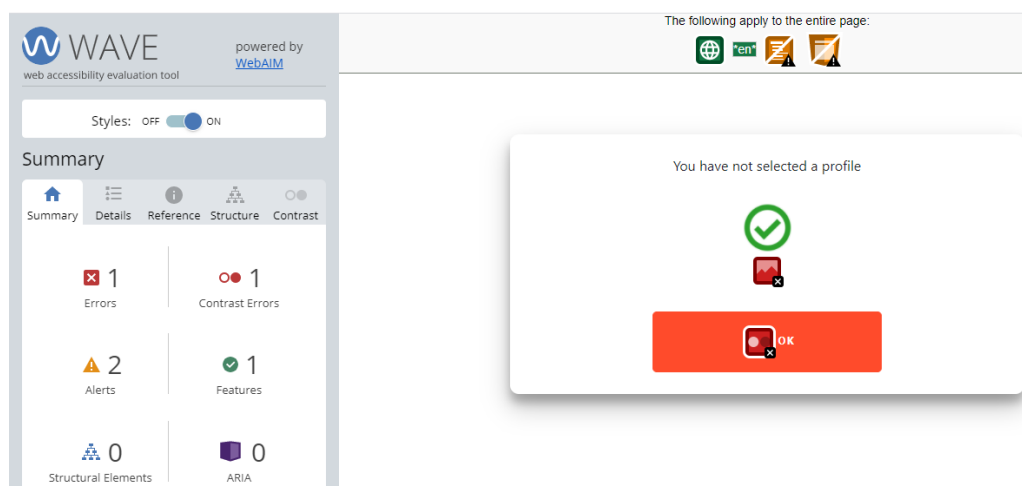 WAVE
powered by
WebAIM
web accessibility evaluation tool
Styles: OFF ON
Summary
Summary Details Reference Structure Contrast
1 1
Errors Contrast Errors
2 1
Alerts Features
0 0
Structural Elements ARIA
The following apply to the entire page:
"en"
You have not selected a profile
OK